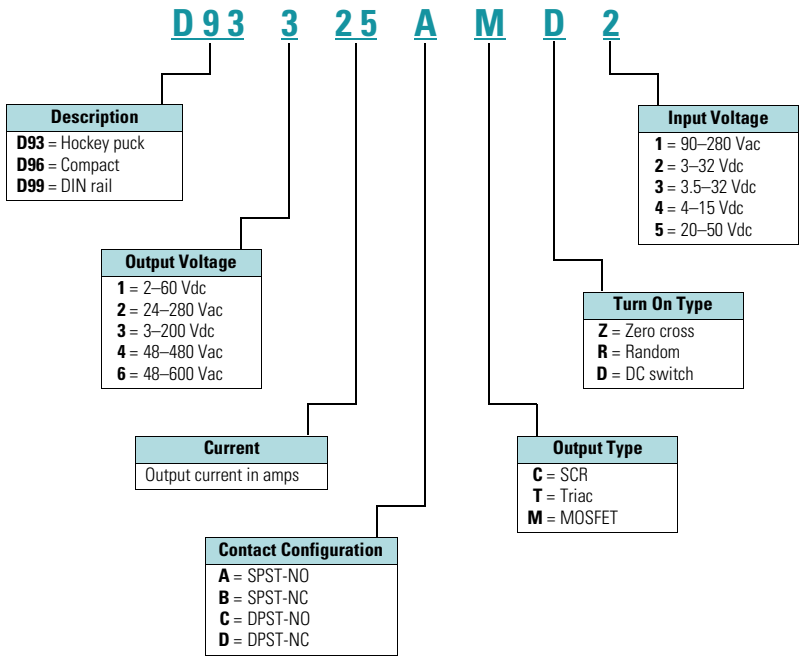 D93 3 25 A M D 2
Description
D93 = Hockey puck
D96 = Compact
D99 = DIN rail
Input Voltage
1 = 90–280 Vac
2 = 3–32 Vdc
3 = 3.5–32 Vdc
4 = 4–15 Vdc
5 = 20–50 Vdc
Output Voltage
1 = 2–60 Vdc
2 = 24–280 Vac
3 = 3–200 Vdc
4 = 48–480 Vac
6 = 48–600 Vac
Turn On Type
Z = Zero cross
R = Random
D = DC switch
Current
Output current in amps
Output Type
C = SCR
T = Triac
M = MOSFET
Contact Configuration
A = SPST-NO
B = SPST-NC
C = DPST-NO
D = DPST-NC